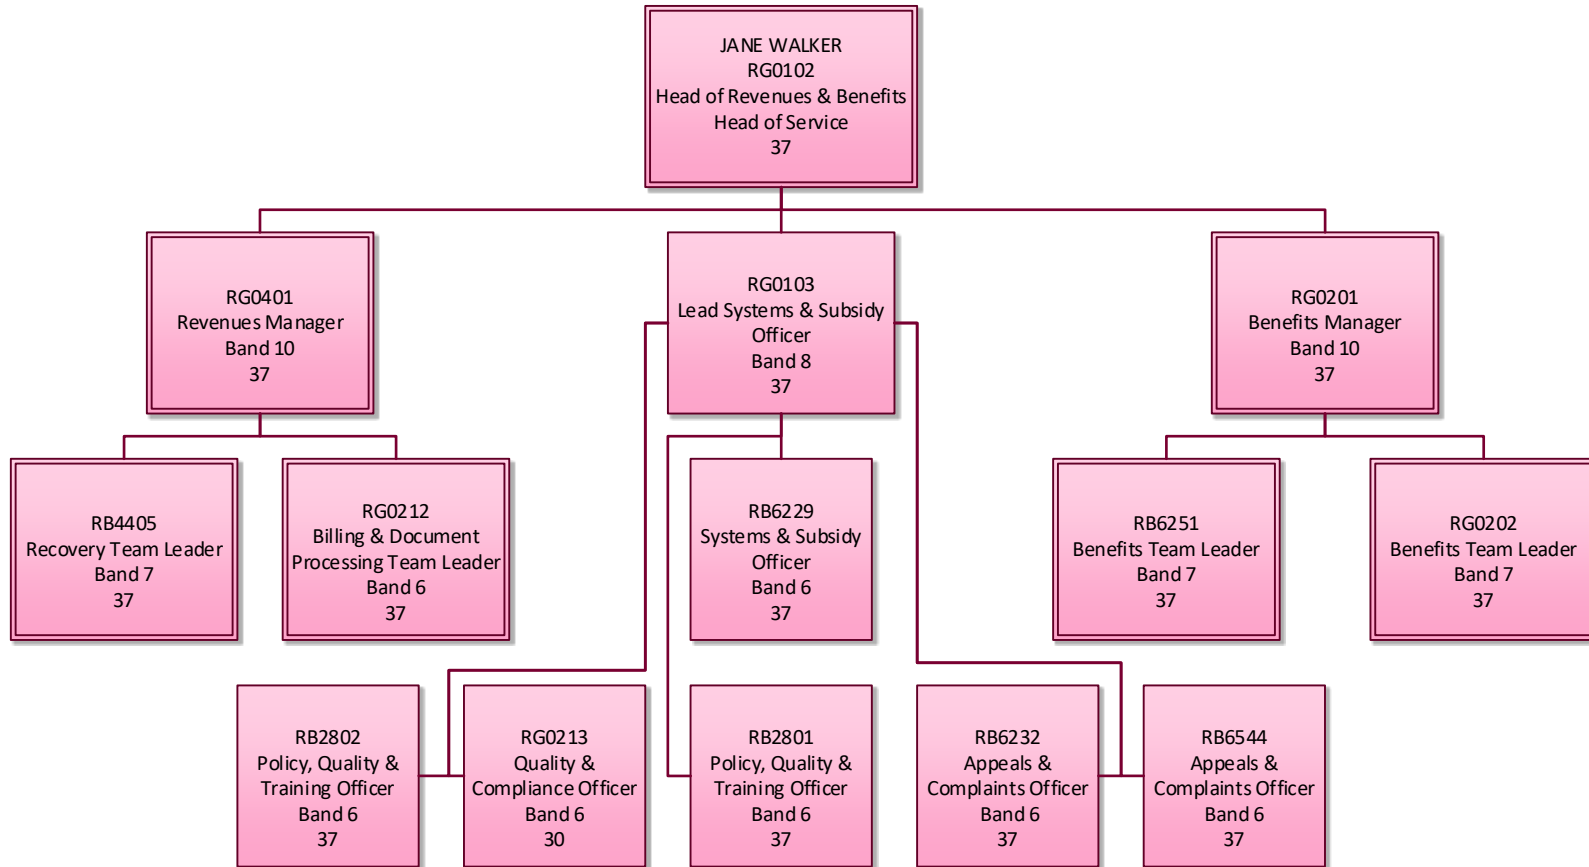 JANE WALKER
RG0102
Head of Revenues & Benefits
Head of Service
37
RG0401
Revenues Manager
Band 10
37
RG0103
Lead Systems & Subsidy
Officer
Band 8
37
RG0201
Benefits Manager
Band 10
37
RB4405
Recovery Team Leader
Band 7
37
RG0212
Billing & Document
Processing Team Leader
Band 6
37
RB6229
Systems & Subsidy
Officer
Band 6
37
RB6251
Benefits Team Leader
Band 7
37
RG0202
Benefits Team Leader
Band 7
37
RB2802
Policy, Quality &
Training Officer
Band 6
37
RG0213
Quality &
Compliance Officer
Band 6
30
RB2801
Policy, Quality &
Training Officer
Band 6
37
RB6232
Appeals &
Complaints Officer
Band 6
37
RB6544
Appeals &
Complaints Officer
Band 6
37